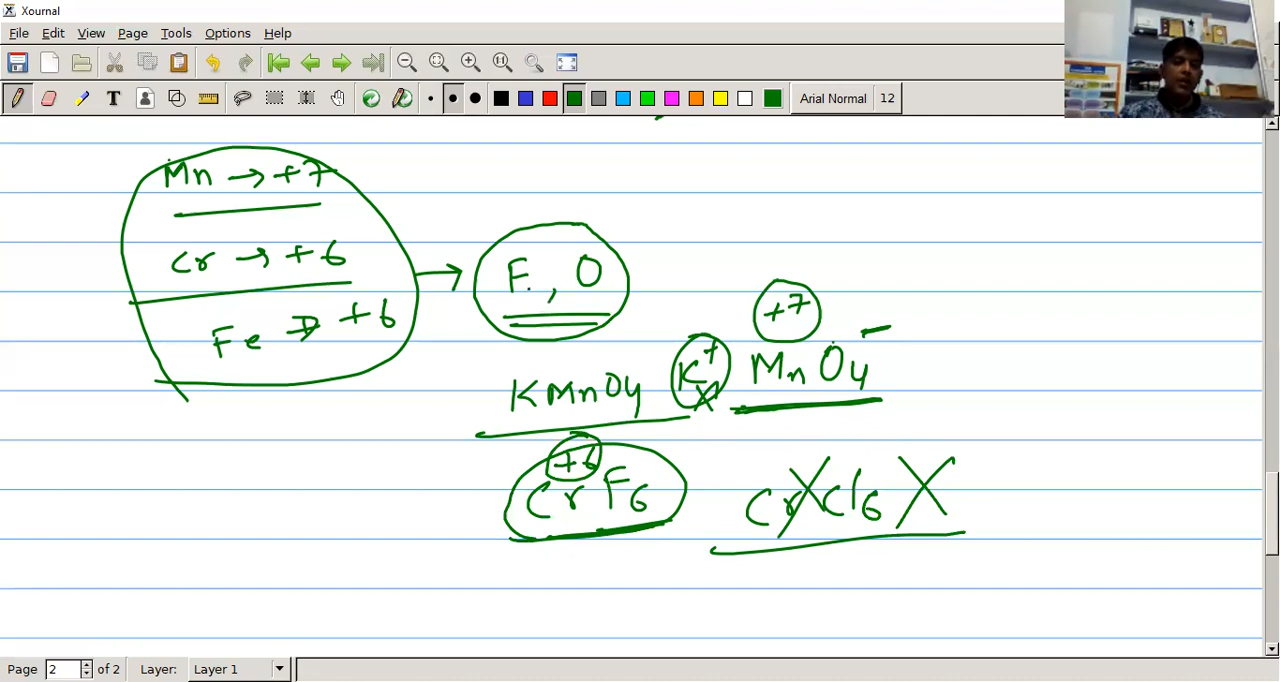 Xournal
File Edit View Page Tools Options Help
Arial Normal 12
Mn → +7
Cr → +6
Fe → +6
F, O
+7
K+ MnO4-
KMnO4
+6
CrF6
CrCl6 X
Page 2 of 2 Layer: Layer 1